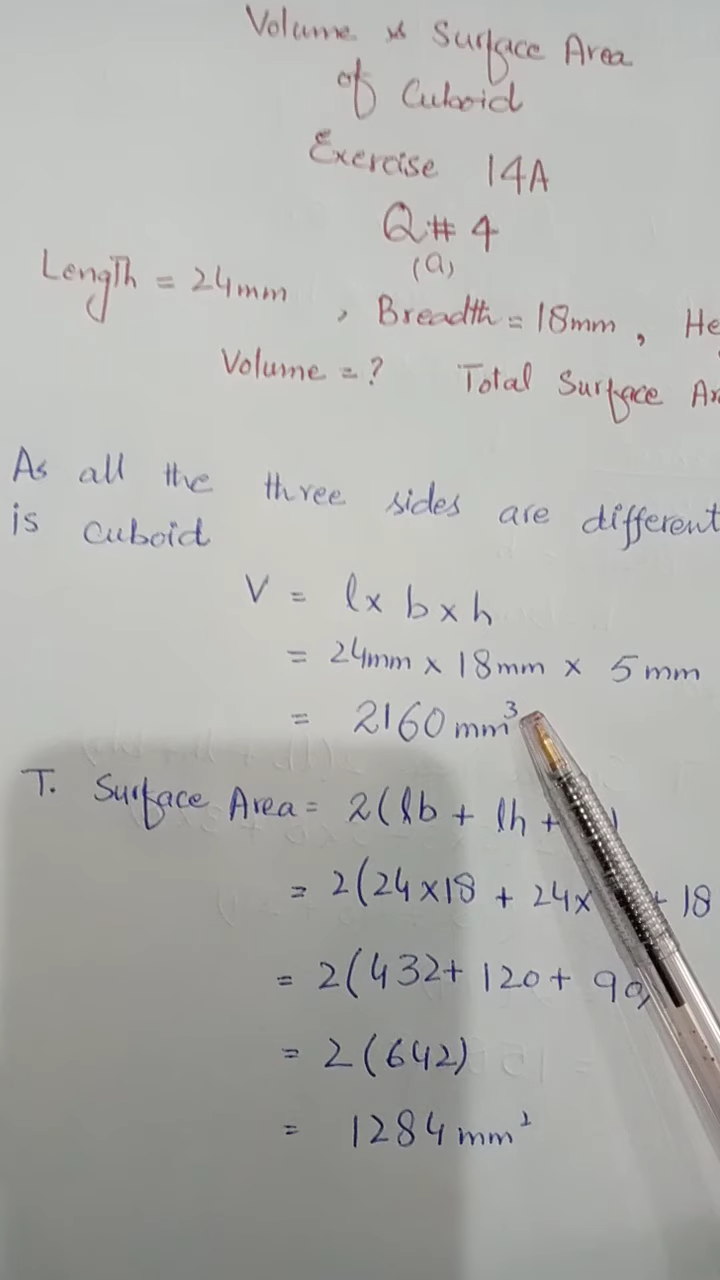 Volume & Surface Area
of Cuboid
Exercise 14A
Q# 4
(a)
Length = 24mm , Breadth = 18mm , He
Volume = ? Total Surface Ar
As all the three sides are different
is cuboid
V = l x b x h
= 24mm x 18mm x 5mm
= 2160 mm³
T. Surface Area = 2(lb + lh +
= 2(24x18 + 24x + 18
= 2(432+ 120+ 90)
= 2(642)
= 1284 mm²